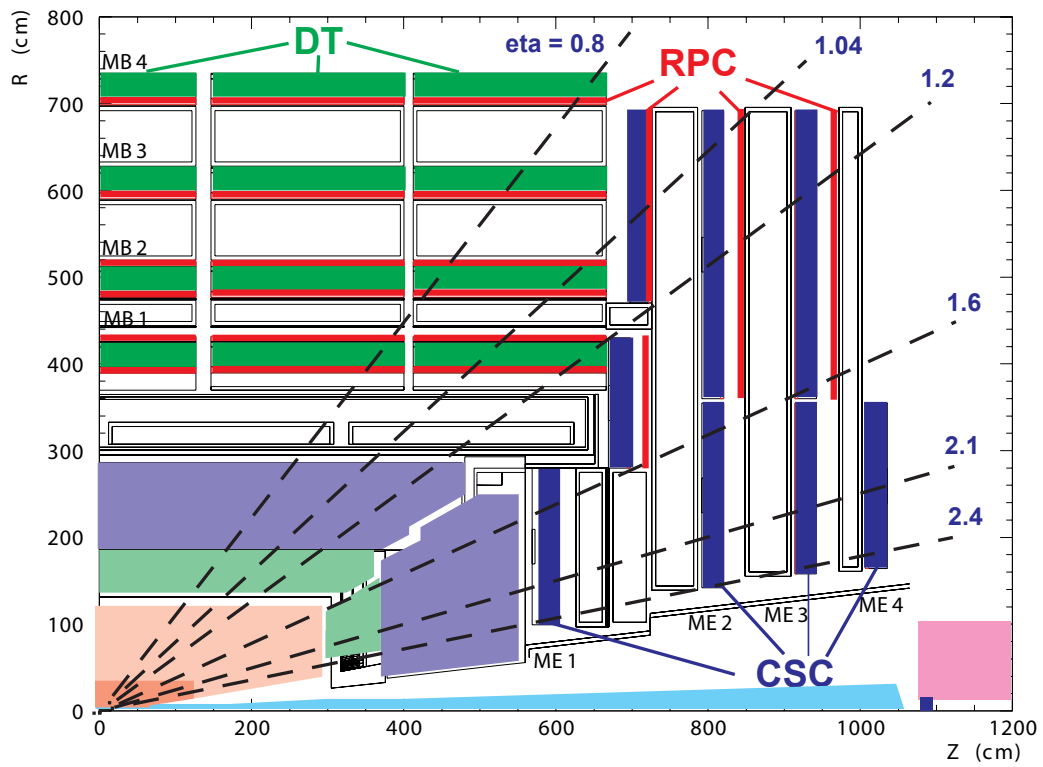 R (cm)
800
700
600
500
400
300
200
100
0
MB 4
MB 3
MB 2
MB 1
DT
eta = 0.8
1.04
1.2
RPC
1.6
2.1
2.4
ME 1
ME 2
ME 3
ME 4
CSC
0
200
400
600
800
1000
1200
Z (cm)